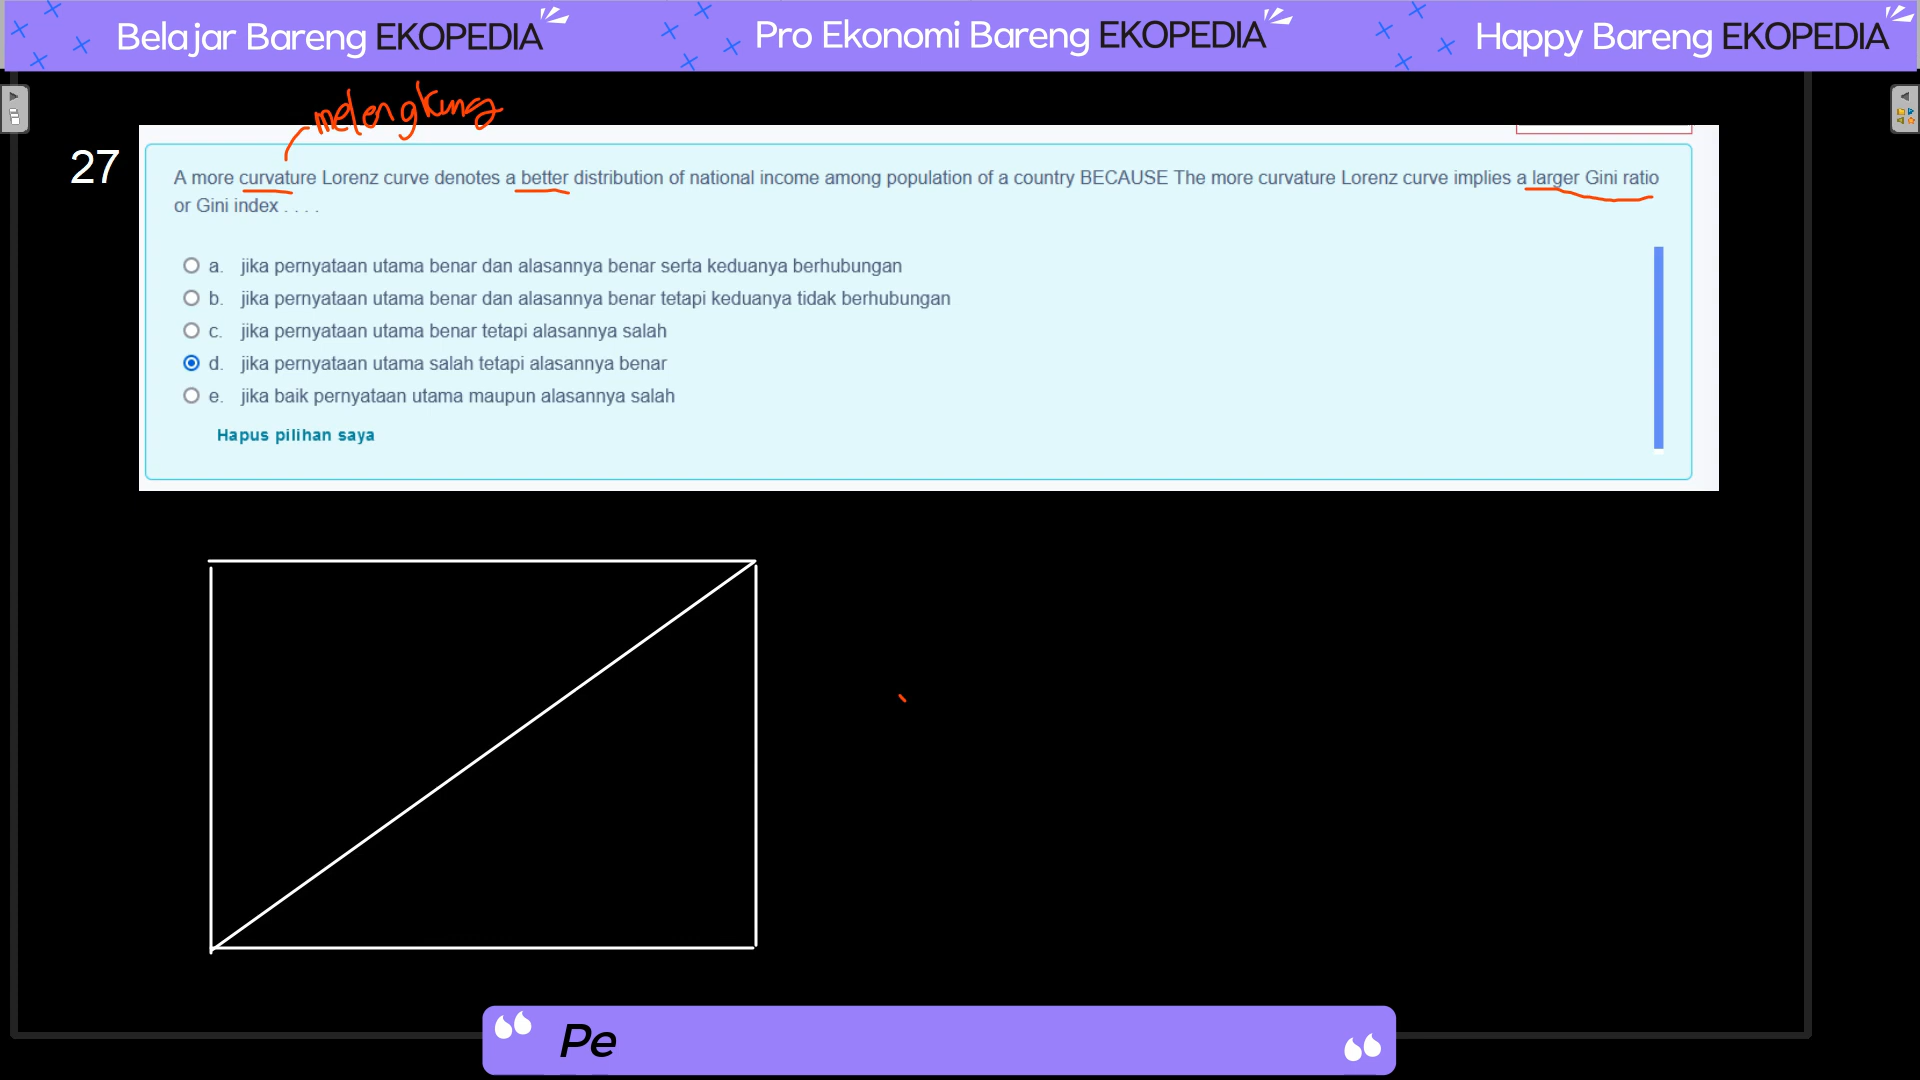 Belajar Bareng EKOPEDIA Pro Ekonomi Bareng EKOPEDIA Happy Bareng EKOPEDIA
melengkung
27
A more curvature Lorenz curve denotes a better distribution of national income among population of a country BECAUSE The more curvature Lorenz curve implies a larger Gini ratio
or Gini index . . . .
a. jika pernyataan utama benar dan alasannya benar serta keduanya berhubungan
b. jika pernyataan utama benar dan alasannya benar tetapi keduanya tidak berhubungan
c. jika pernyataan utama benar tetapi alasannya salah
d. jika pernyataan utama salah tetapi alasannya benar
e. jika baik pernyataan utama maupun alasannya salah
Hapus pilihan saya
Pe